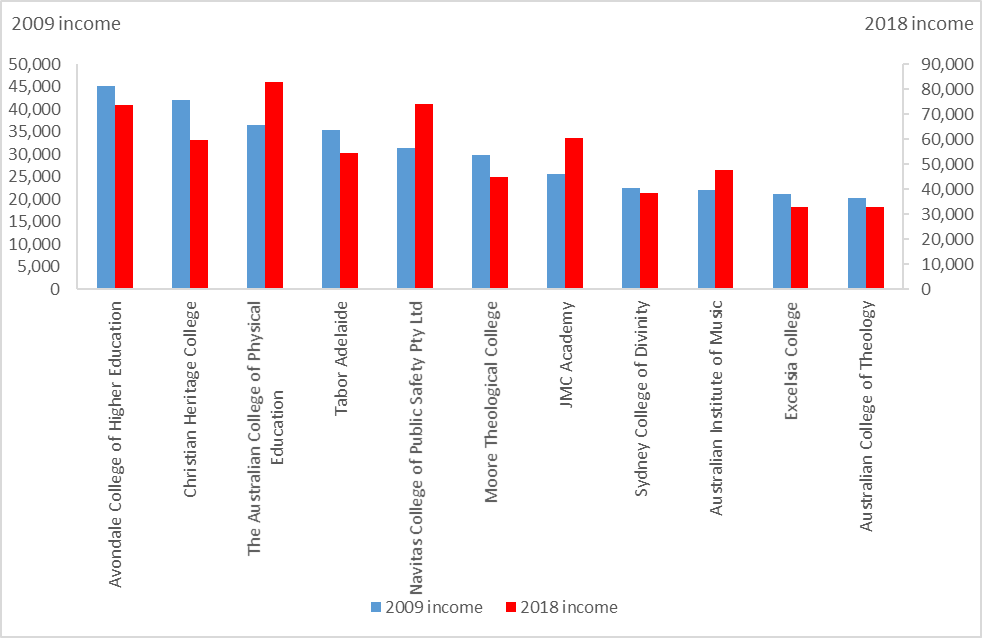 2009 income
2018 income
50,000
45,000
40,000
35,000
30,000
25,000
20,000
15,000
10,000
5,000
0
90,000
80,000
70,000
60,000
50,000
40,000
30,000
20,000
10,000
0
Avondale College of Higher Education
Christian Heritage College
The Australian College of Physical
Education
Tabor Adelaide
Navitas College of Public Safety Pty Ltd
Moore Theological College
JMC Academy
Sydney College of Divinity
Australian Institute of Music
Excelsia College
Australian College of Theology
2009 income
2018 income